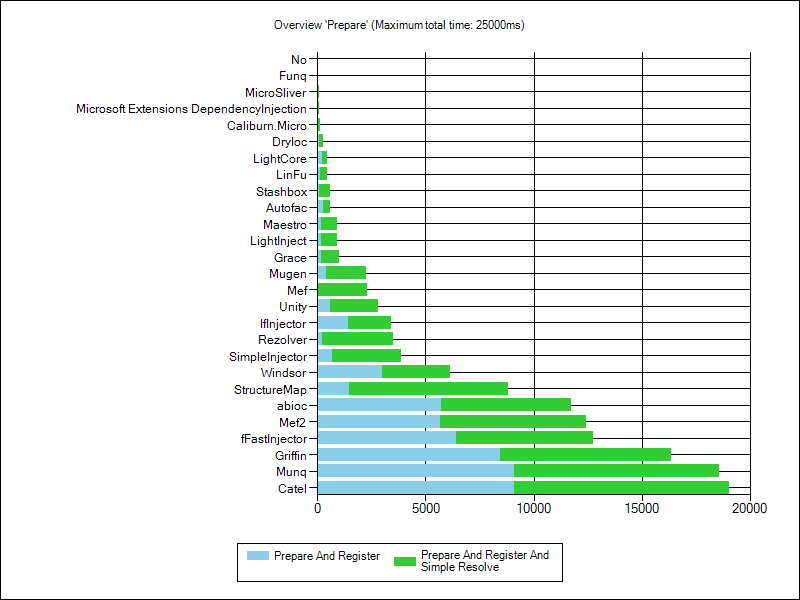 Overview 'Prepare' (Maximum total time: 25000ms)
No
Funq
MicroSliver
Microsoft Extensions DependencyInjection
Caliburn.Micro
DryIoc
LightCore
LinFu
Stashbox
Autofac
Maestro
LightInject
Grace
Mugen
Mef
Unity
IfInjector
Rezolver
SimpleInjector
Windsor
StructureMap
abioc
Mef2
fFastInjector
Griffin
Munq
Catel
0 5000 10000 15000 20000
Prepare And Register
Prepare And Register And
Simple Resolve